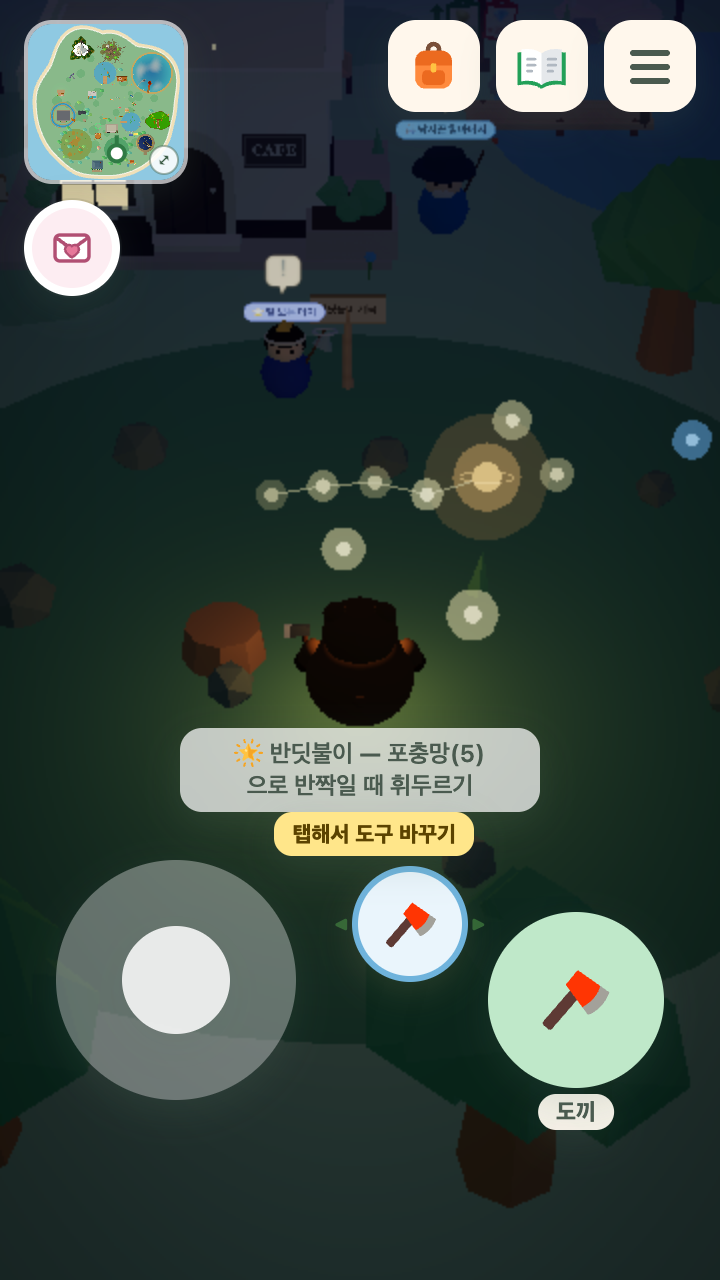 CAFE
반딧불이 — 포충망(5)
으로 반짝일 때 휘두르기
탭해서 도구 바꾸기
도끼